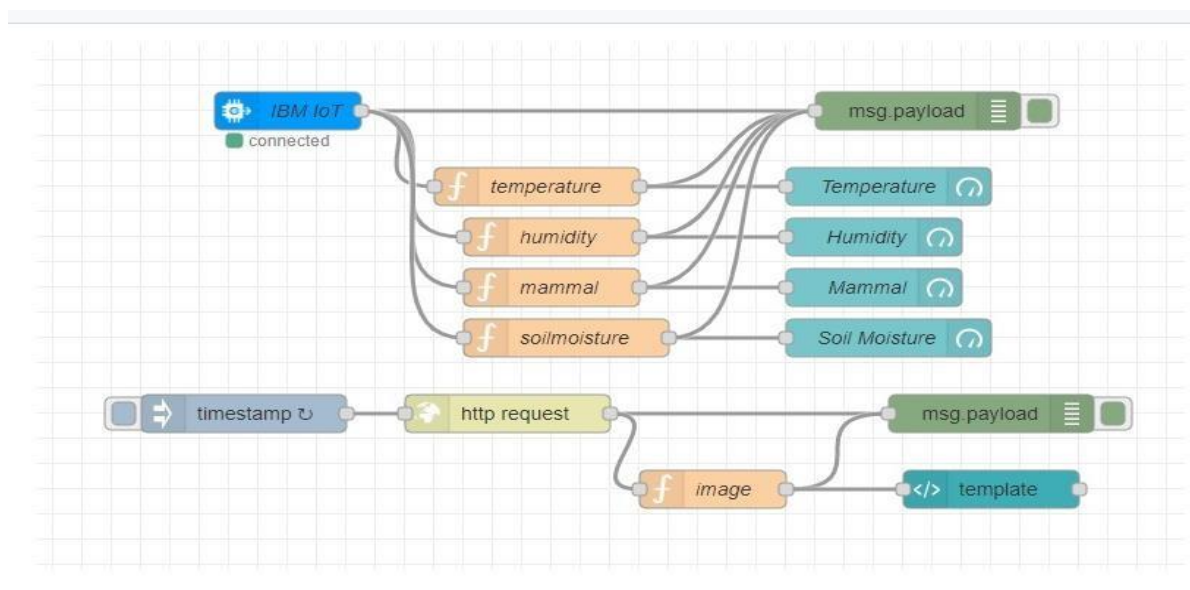 IBM IoT
msg.payload
connected
temperature
Temperature
humidity
Humidity
mammal
Mammal
soilmoisture
Soil Moisture
timestamp ↻
http request
msg.payload
image
</> template